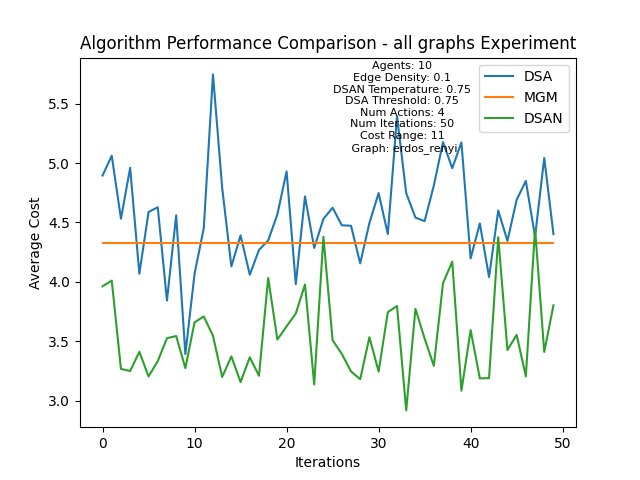 Algorithm Performance Comparison - all graphs Experiment
Agents: 10
Edge Density: 0.1
DSAN Temperature: 0.75
DSA Threshold: 0.75
Num Actions: 4
Num Iterations: 50
Cost Range: 11
Graph: erdos_renyi
DSA
MGM
DSAN
5.5
5.0
4.5
4.0
3.5
3.0
Average Cost
0
10
20
30
40
50
Iterations